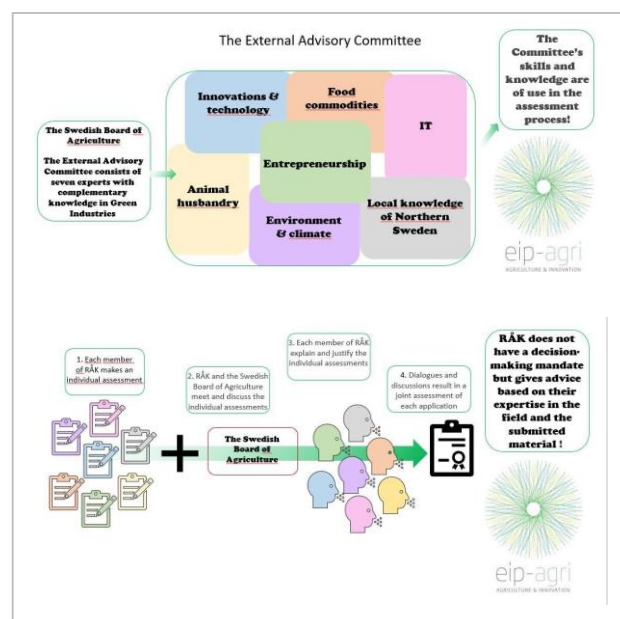 The External Advisory Committee
The Swedish Board of
Agriculture
The External Advisory
Committee consists of
seven experts with
complementary
knowledge in Green
Industries
Innovations &
technology
Food
commodities
IT
Entrepreneurship
Animal
husbandry
Environment
& climate
Local knowledge
of Northern
Sweden
The
Committee's
skills and
knowledge are
of use in the
assessment
process!
eip-agri
AGRICULTURE & INNOVATION
1. Each member
of RÅK makes an
individual assessment
2. RÅK and the Swedish
Board of Agriculture
meet and discuss the
individual assessments
The Swedish
Board of
Agriculture
3. Each member of RÅK
explain and justify the
individual assessments
4. Dialogues and
discussions result in a
joint assessment of
each application
RÅK does not
have a decision-
making mandate
but gives advice
based on their
expertise in the
field and the
submitted
material !
eip-agri
AGRICULTURE & INNOVATION